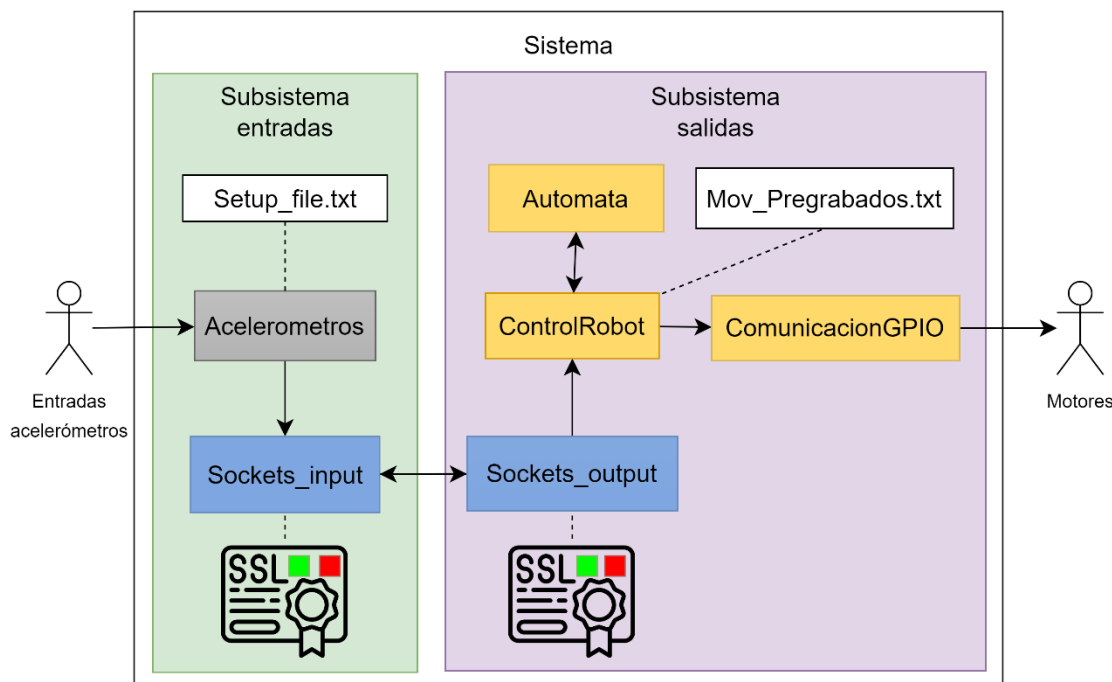 Sistema
Subsistema
entradas
Subsistema
salidas
Setup_file.txt
Automata
Mov_Pregrabados.txt
Acelerometros
ControlRobot
ComunicacionGPIO
Entradas
acelerómetros
Motores
Sockets_input
Sockets_output
SSL
SSL